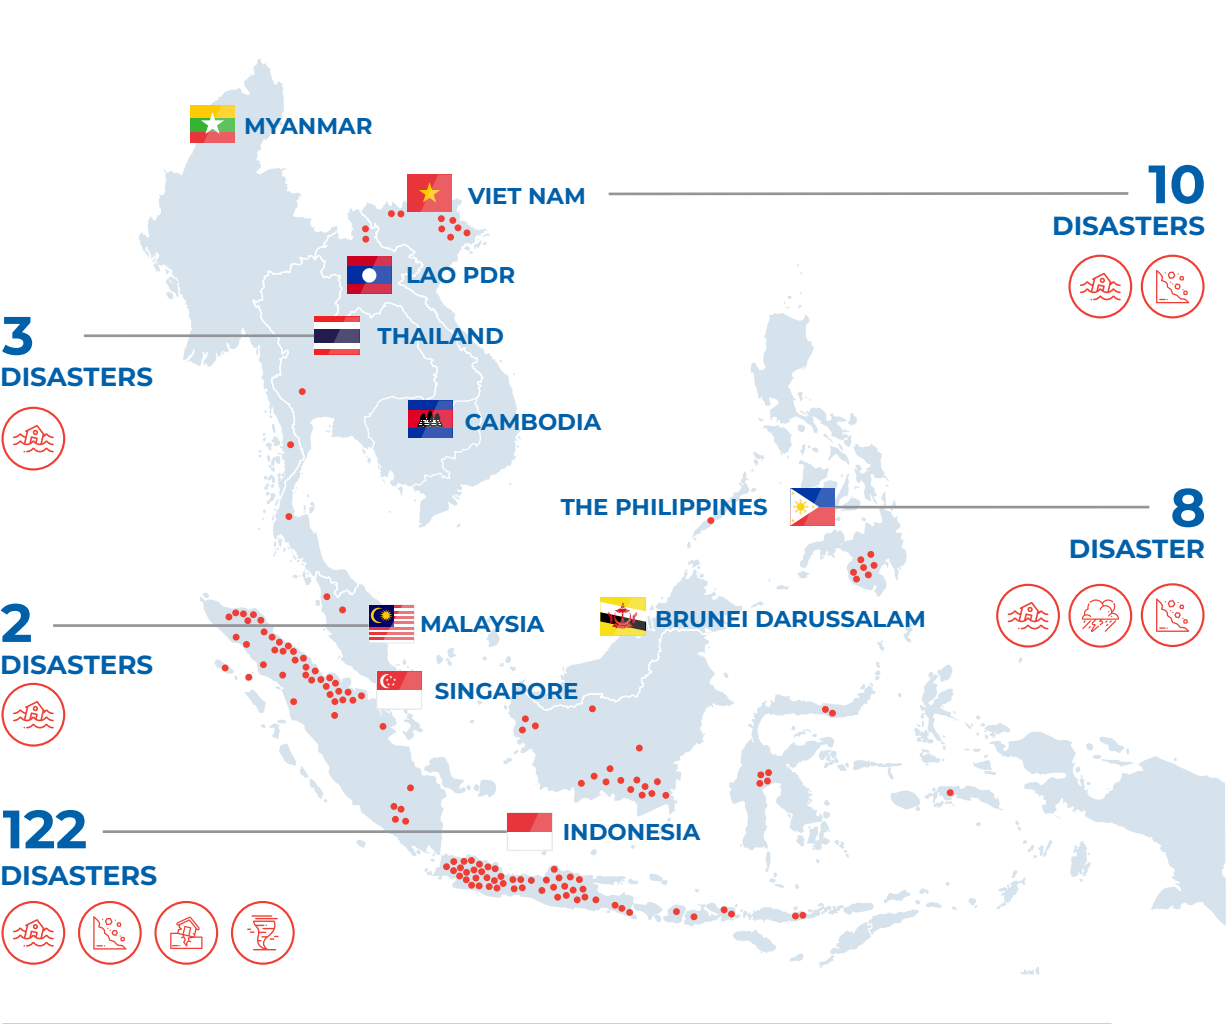 MYANMAR
VIET NAM
10
DISASTERS
LAO PDR
3
DISASTERS
THAILAND
CAMBODIA
THE PHILIPPINES
8
DISASTER
2
DISASTERS
MALAYSIA
BRUNEI DARUSSALAM
SINGAPORE
122
DISASTERS
INDONESIA